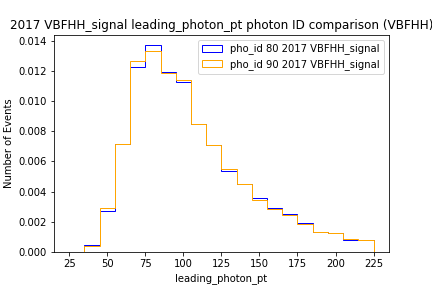 2017 VBFHH_signal leading_photon_pt photon ID comparison (VBFHH)
pho_id 80 2017 VBFHH_signal
pho_id 90 2017 VBFHH_signal
Number of Events
0.014
0.012
0.010
0.008
0.006
0.004
0.002
0.000
25 50 75 100 125 150 175 200 225
leading_photon_pt